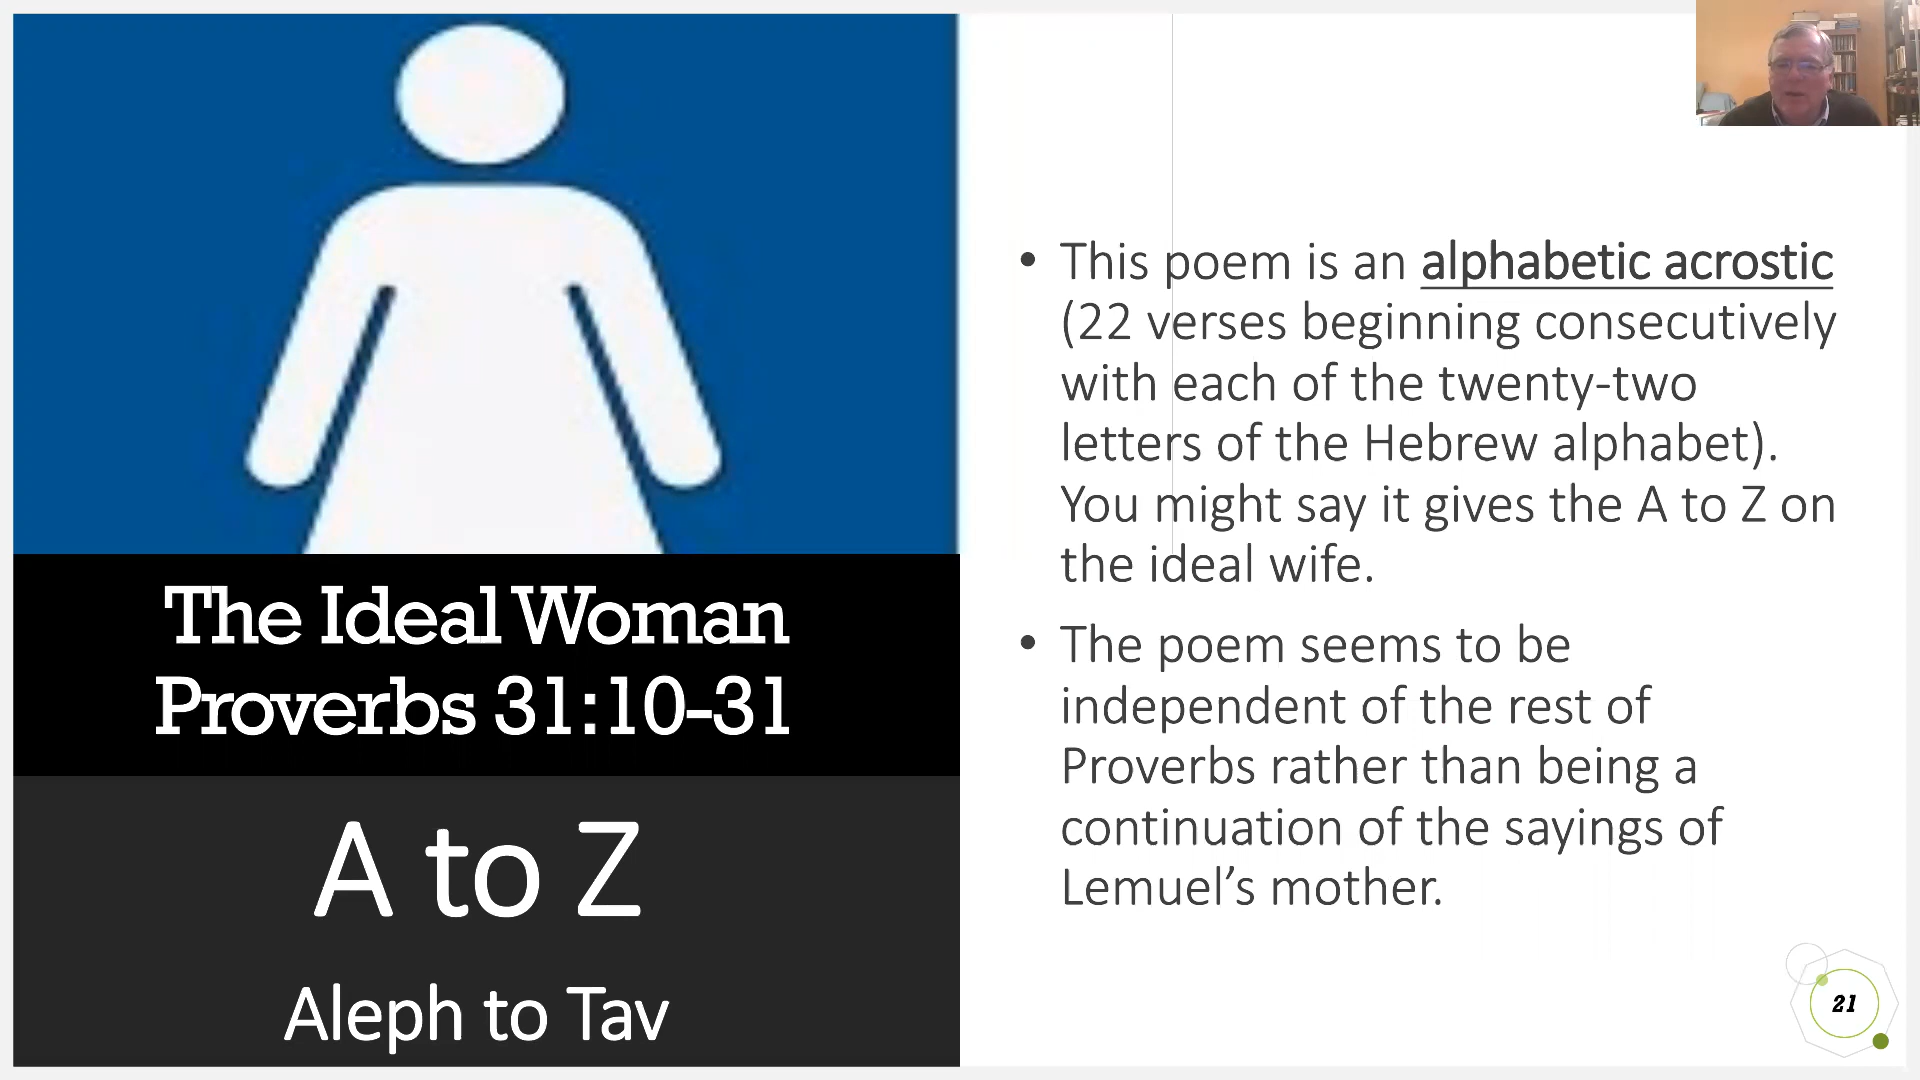 The Ideal Woman
Proverbs 31:10-31
A to Z
Aleph to Tav
• This poem is an alphabetic acrostic
(22 verses beginning consecutively
with each of the twenty-two
letters of the Hebrew alphabet).
You might say it gives the A to Z on
the ideal wife.
• The poem seems to be
independent of the rest of
Proverbs rather than being a
continuation of the sayings of
Lemuel’s mother.
21